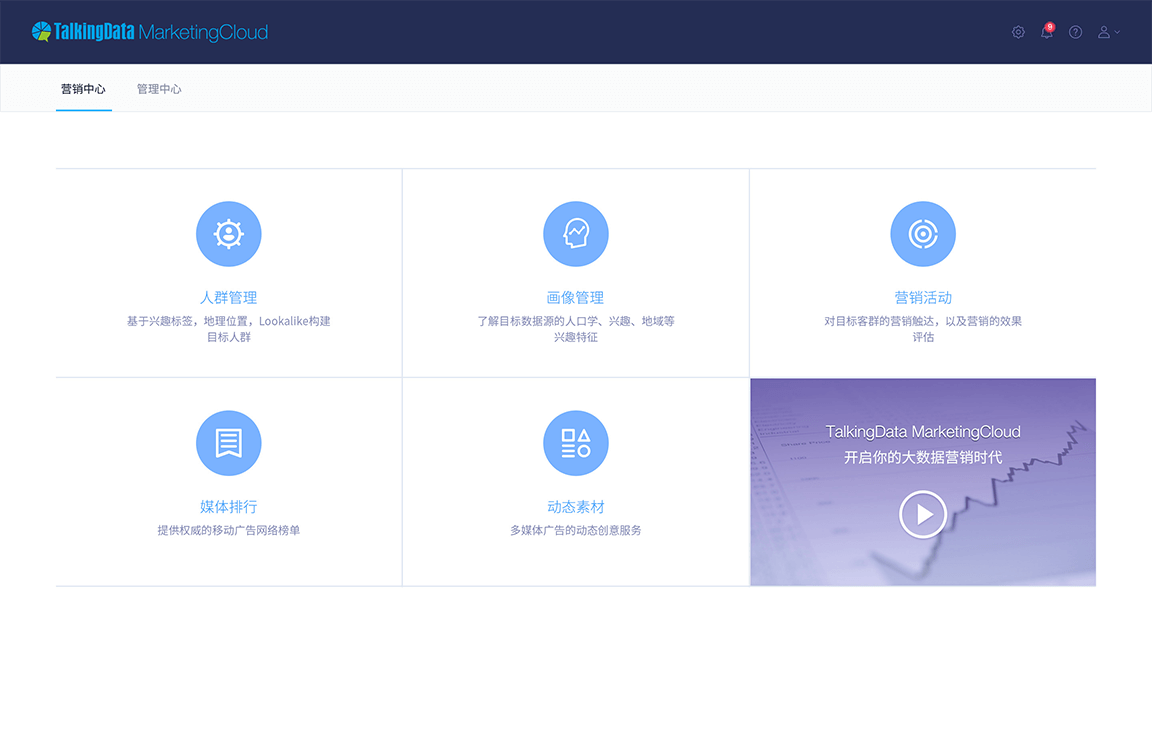 TalkingData MarketingCloud
9
营销中心
管理中心
人群管理
基于兴趣标签，地理位置，Lookalike构建
目标人群
画像管理
了解目标数据源的人口学、兴趣、地域等
兴趣特征
营销活动
对目标客群的营销触达，以及营销的效果
评估
媒体排行
提供权威的移动广告网络榜单
动态素材
多媒体广告的动态创意服务
TalkingData MarketingCloud
开启你的大数据营销时代